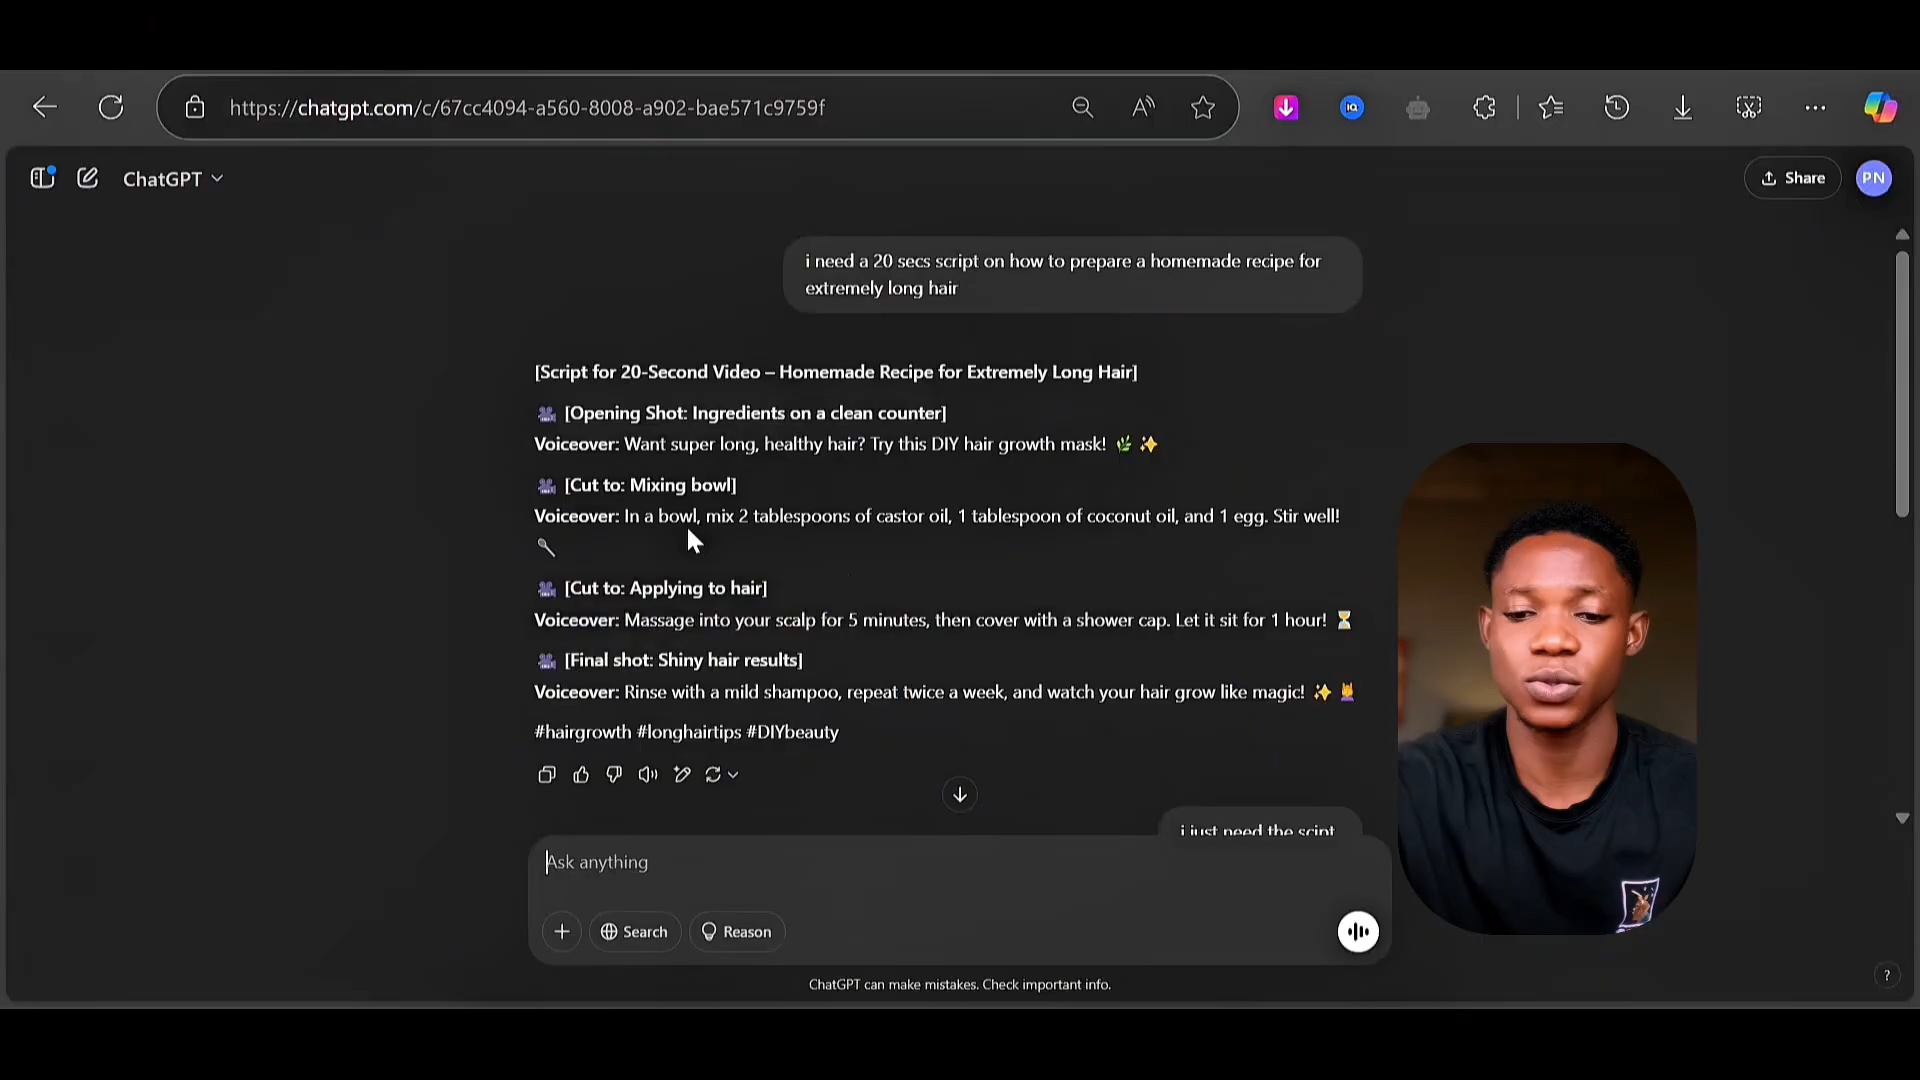 https://chatgpt.com/c/67cc4094-a560-8008-a902-bae571c9759f
ChatGPT
Share
PN
i need a 20 secs script on how to prepare a homemade recipe for
extremely long hair
[Script for 20-Second Video – Homemade Recipe for Extremely Long Hair]
🎥 [Opening Shot: Ingredients on a clean counter]
Voiceover: Want super long, healthy hair? Try this DIY hair growth mask! 🌿✨
🎥 [Cut to: Mixing bowl]
Voiceover: In a bowl, mix 2 tablespoons of castor oil, 1 tablespoon of coconut oil, and 1 egg. Stir well!
🥄
🎥 [Cut to: Applying to hair]
Voiceover: Massage into your scalp for 5 minutes, then cover with a shower cap. Let it sit for 1 hour! ⏳
🎥 [Final shot: Shiny hair results]
Voiceover: Rinse with a mild shampoo, repeat twice a week, and watch your hair grow like magic! ✨💆‍♀️
#hairgrowth #longhairtips #DIYbeauty
i just need the scipt
Ask anything
Search
Reason
ChatGPT can make mistakes. Check important info.
?